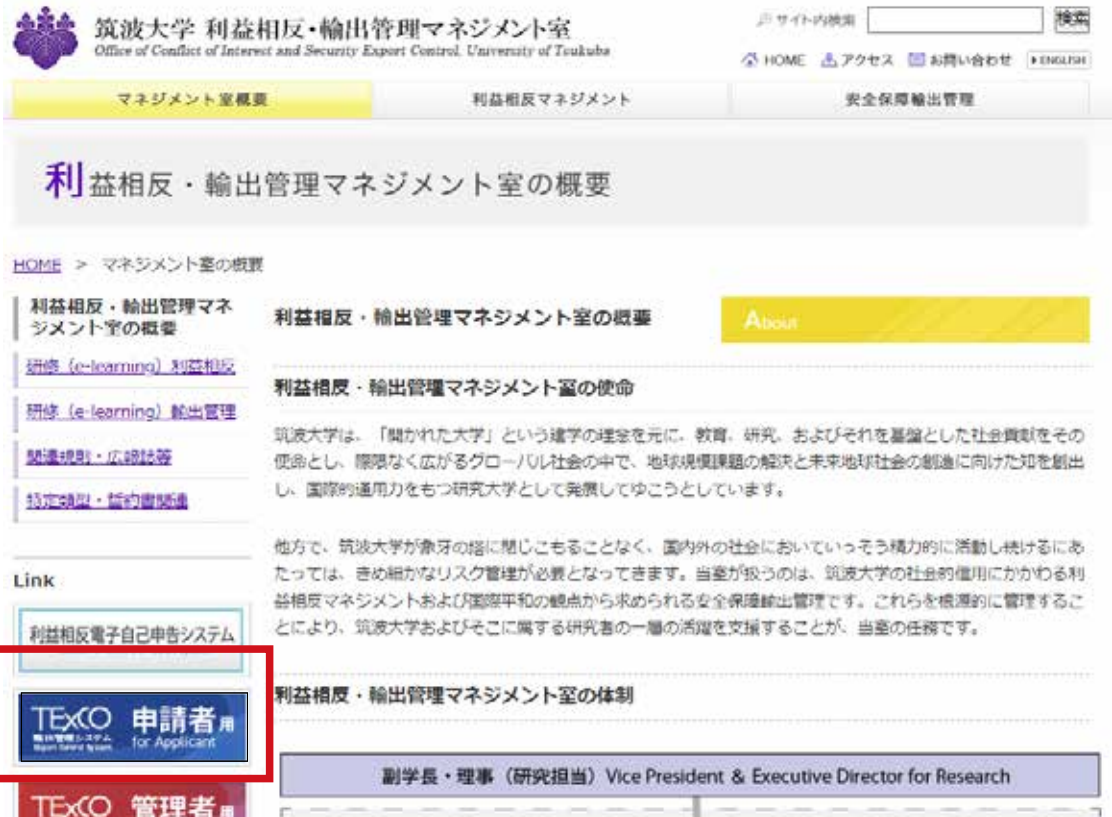 筑波大学 利益相反・輸出管理マネジメント室
Office of Conflict of Interest and Security Export Control, University of Tsukuba
サイト内検索
検索
HOME アクセス お問い合わせ ENGLISH
マネジメント室概要 利益相反マネジメント 安全保障輸出管理
利益相反・輸出管理マネジメント室の概要
HOME > マネジメント室の概要
利益相反・輸出管理マネ
ジメント室の概要
研修（e-learning）利益相反
研修（e-learning）輸出管理
関連規則・広報誌等
特定類型・誓約書関連
Link
利益相反電子自己申告システム
TEXCO 申請者用
輸出管理システム for Applicant
TEXCO 管理者用
利益相反・輸出管理マネジメント室の概要
About
利益相反・輸出管理マネジメント室の使命
筑波大学は、「開かれた大学」という建学の理念を元に、教育、研究、およびそれを基盤とした社会貢献をその
使命とし、際限なく広がるグローバル社会の中で、地球規模課題の解決と未来地球社会の創造に向けた知を創出
し、国際的通用力をもつ研究大学として発展してゆこうとしています。
他方で、筑波大学が象牙の塔に閉じこもることなく、国内外の社会においていっそう積力的に活動し続けるにあ
たっては、きめ細かなリスク管理が必要となってきます。当室が扱うのは、筑波大学の社会的信用にかかわる利
益相反マネジメントおよび国際平和の観点から求められる安全保障輸出管理です。これらを根源的に管理するこ
とにより、筑波大学およびそこに属する研究者の一層の活躍を支援することが、当室の任務です。
利益相反・輸出管理マネジメント室の体制
副学長・理事（研究担当）Vice President & Executive Director for Research